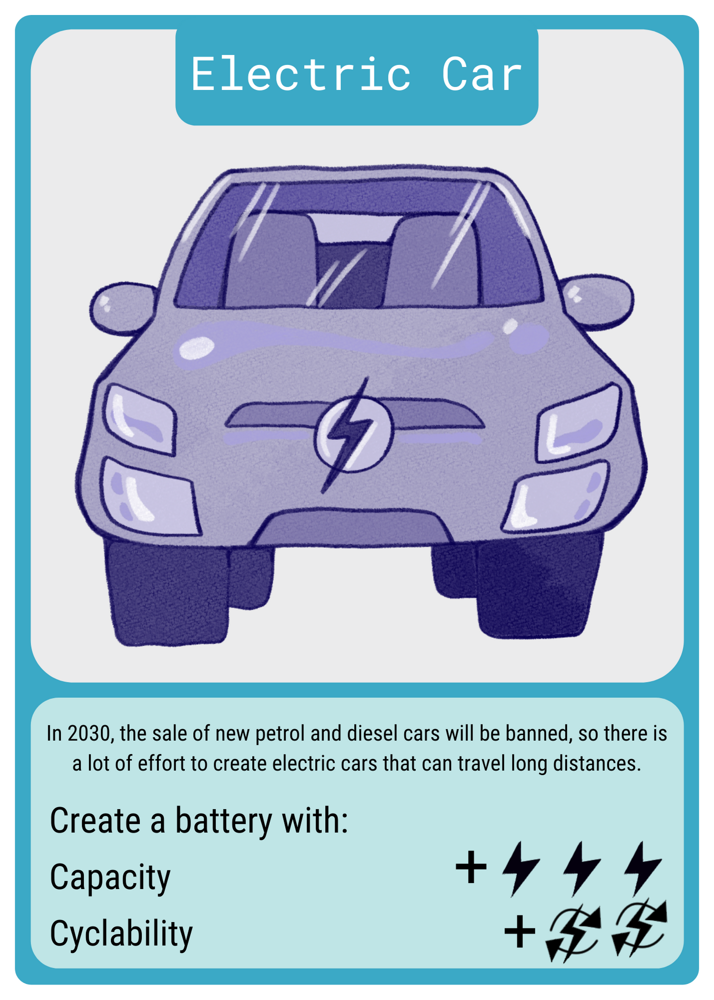 Electric Car
In 2030, the sale of new petrol and diesel cars will be banned, so there is
a lot of effort to create electric cars that can travel long distances.
Create a battery with:
Capacity +
Cyclability +